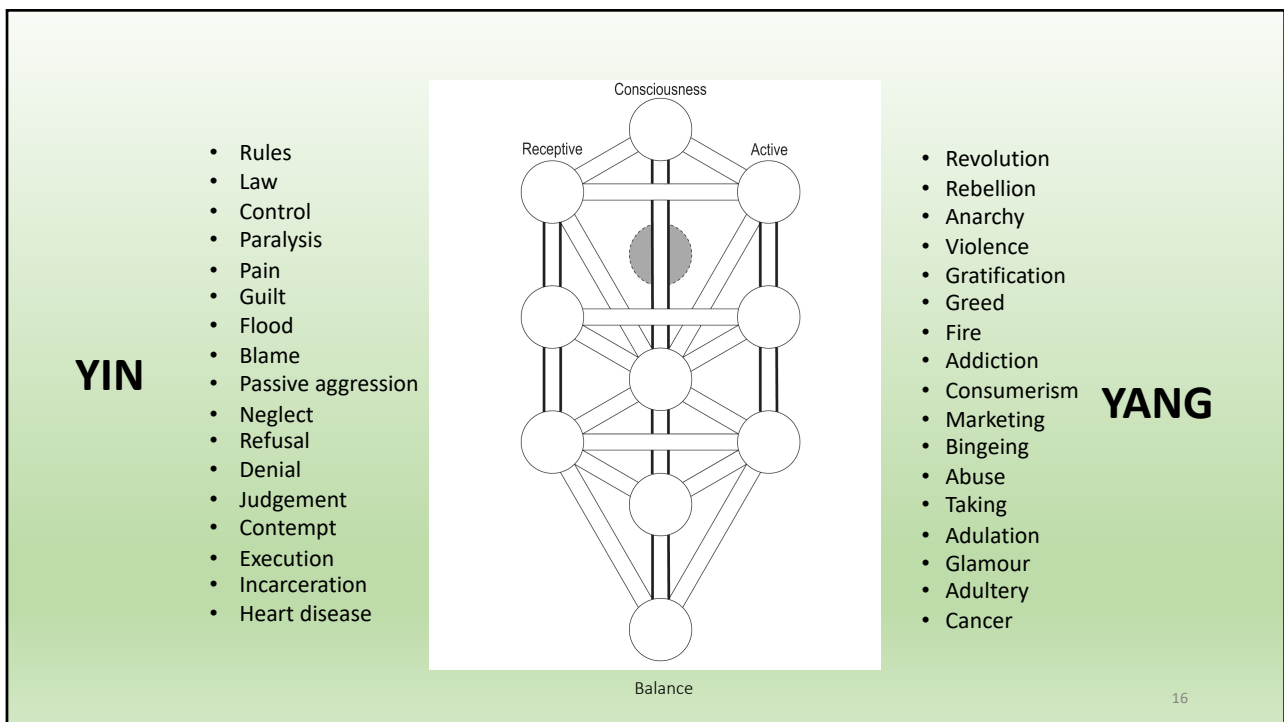 Consciousness
Receptive
Active
YIN
• Rules
• Law
• Control
• Paralysis
• Pain
• Guilt
• Flood
• Blame
• Passive aggression
• Neglect
• Refusal
• Denial
• Judgement
• Contempt
• Execution
• Incarceration
• Heart disease
• Revolution
• Rebellion
• Anarchy
• Violence
• Gratification
• Greed
• Fire
• Addiction
• Consumerism
• Marketing
• Bingeing
• Abuse
• Taking
• Adulation
• Glamour
• Adultery
• Cancer
YANG
Balance
16